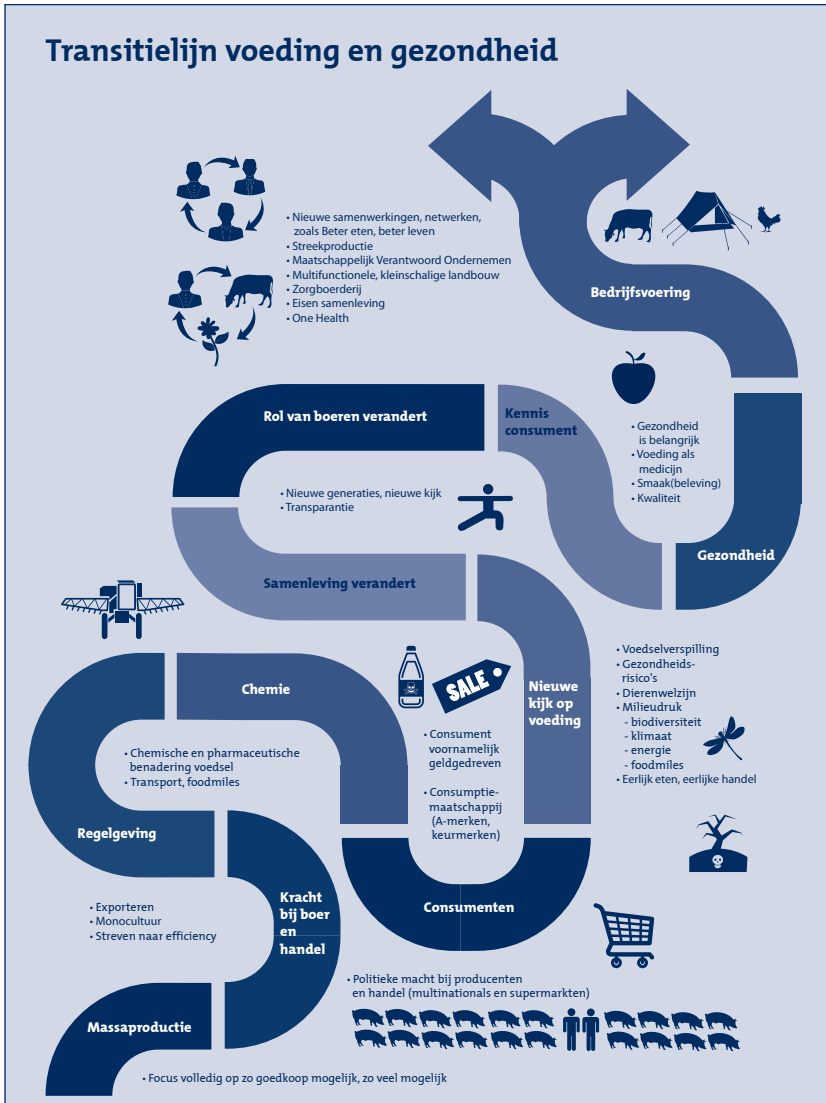 Transitielijn voeding en gezondheid
• Nieuwe samenwerkingen, netwerken,
zoals Beter eten, beter leven
• Streekproductie
• Maatschappelijk Verantwoord Ondernemen
• Multifunctionele, kleinschalige landbouw
• Zorgboerderij
• Eisen samenleving
• One Health
Bedrijfsvoering
Rol van boeren verandert
Kennis
consument
• Gezondheid
is belangrijk
• Voeding als
medicijn
• Smaak(beleving)
• Kwaliteit
• Nieuwe generaties, nieuwe kijk
• Transparantie
Gezondheid
Samenleving verandert
• Voedselverspilling
• Gezondheids-
risico's
• Dierenwelzijn
• Milieudruk
- biodiversiteit
- klimaat
- energie
- foodmiles
• Eerlijk eten, eerlijke handel
Chemie
SALE
Nieuwe
kijk op
voeding
• Consument
voornamelijk
geldgedreven
• Consumptie-
maatschappij
(A-merken,
keurmerken)
• Chemische en pharmaceutische
benadering voedsel
• Transport, foodmiles
Regelgeving
Kracht
bij boer
en
handel
Consumenten
• Exporteren
• Monocultuur
• Streven naar efficiency
• Politieke macht bij producenten
en handel (multinationals en supermarkten)
Massaproductie
• Focus volledig op zo goedkoop mogelijk, zo veel mogelijk